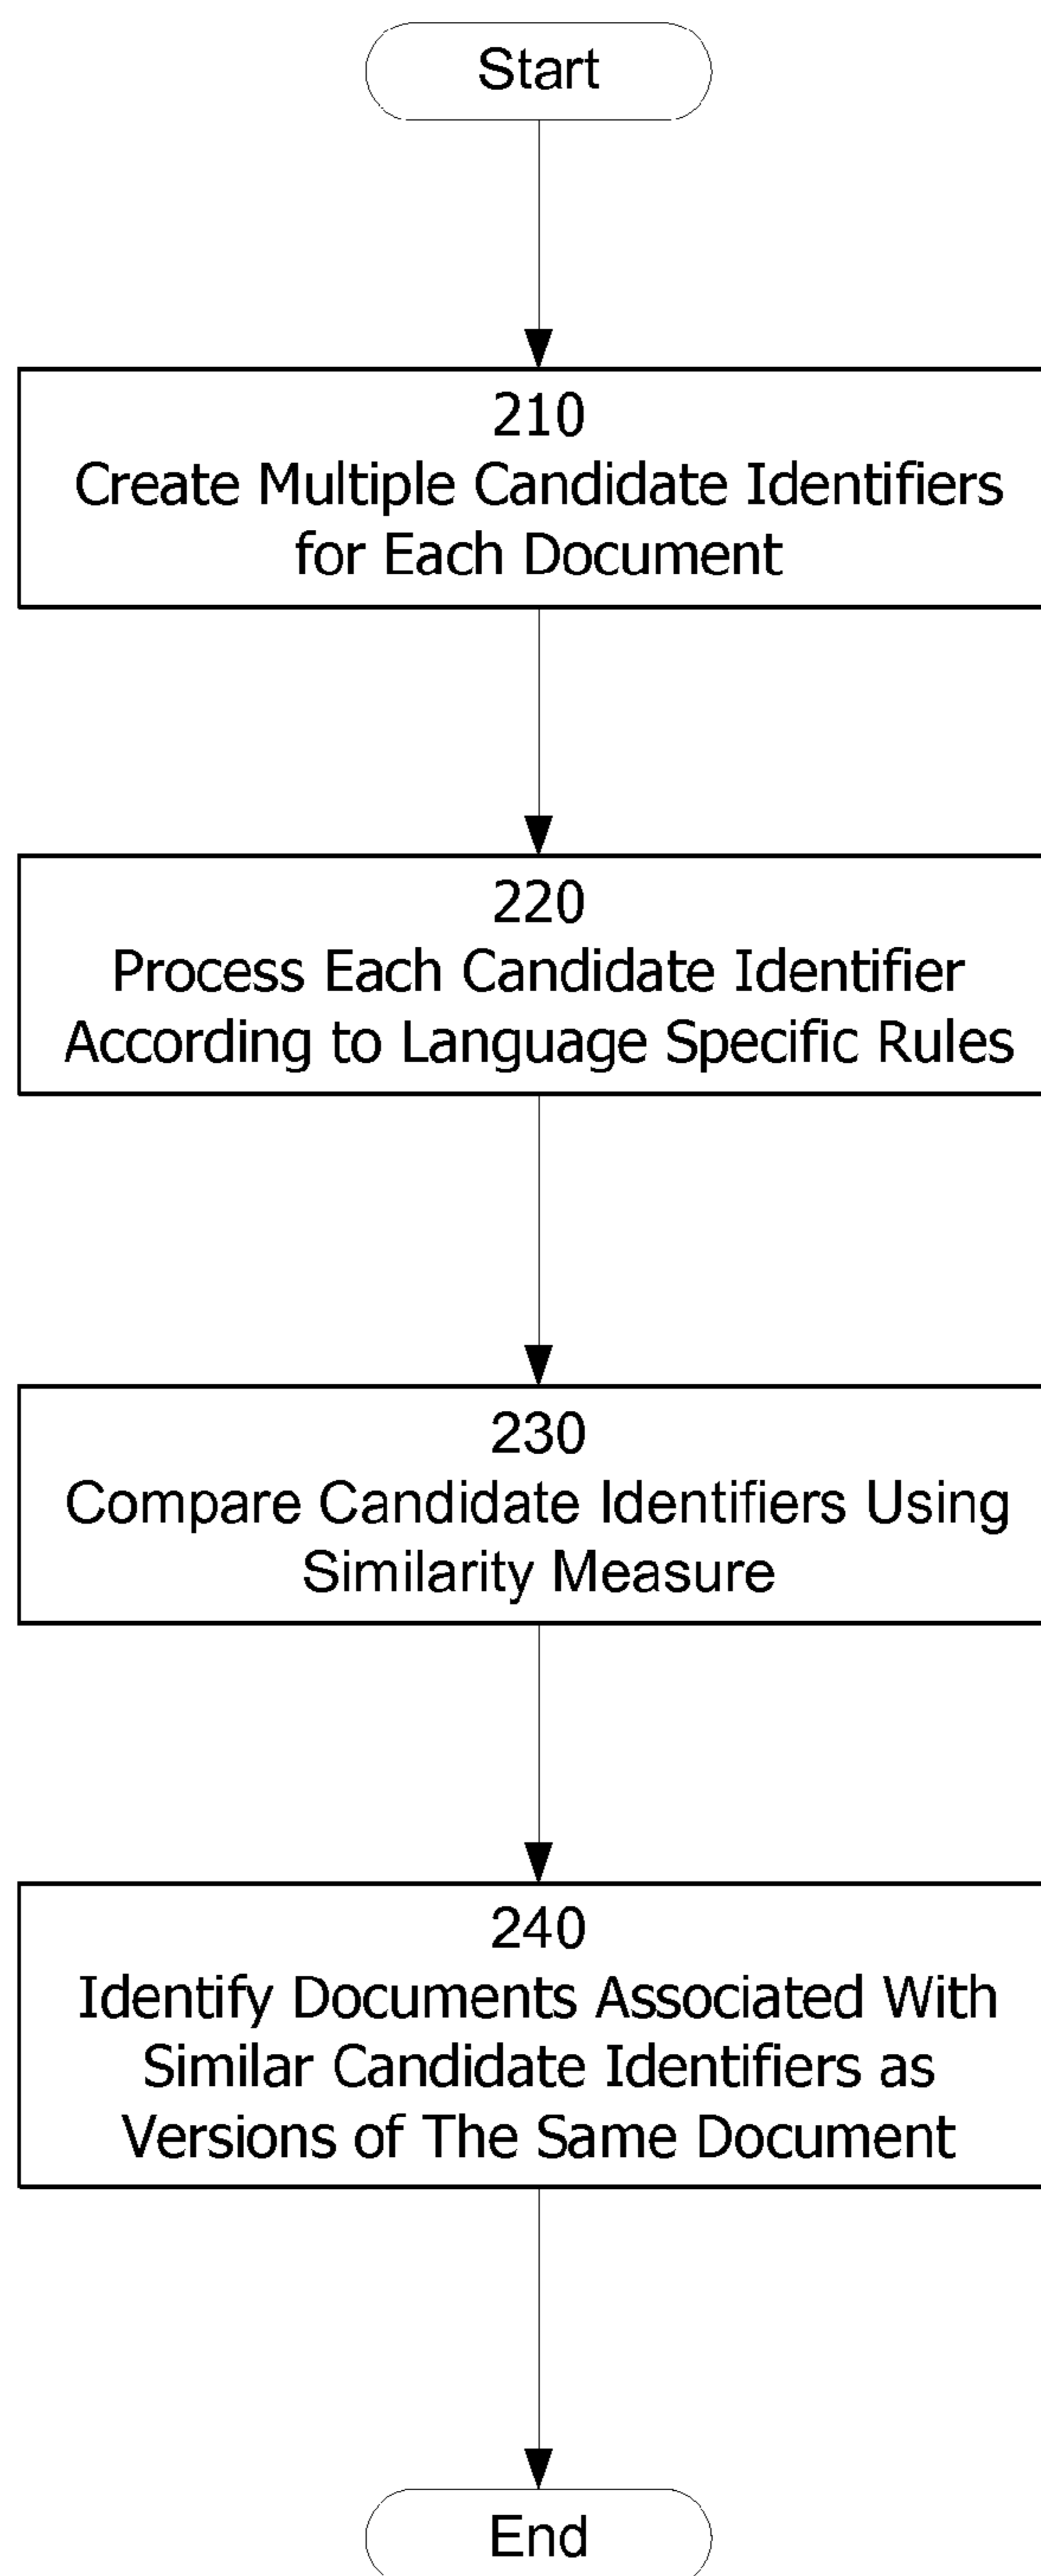 Start
210
Create Multiple Candidate Identifiers
for Each Document
220
Process Each Candidate Identifier
According to Language Specific Rules
230
Compare Candidate Identifiers Using
Similarity Measure
240
Identify Documents Associated With
Similar Candidate Identifiers as
Versions of The Same Document
End